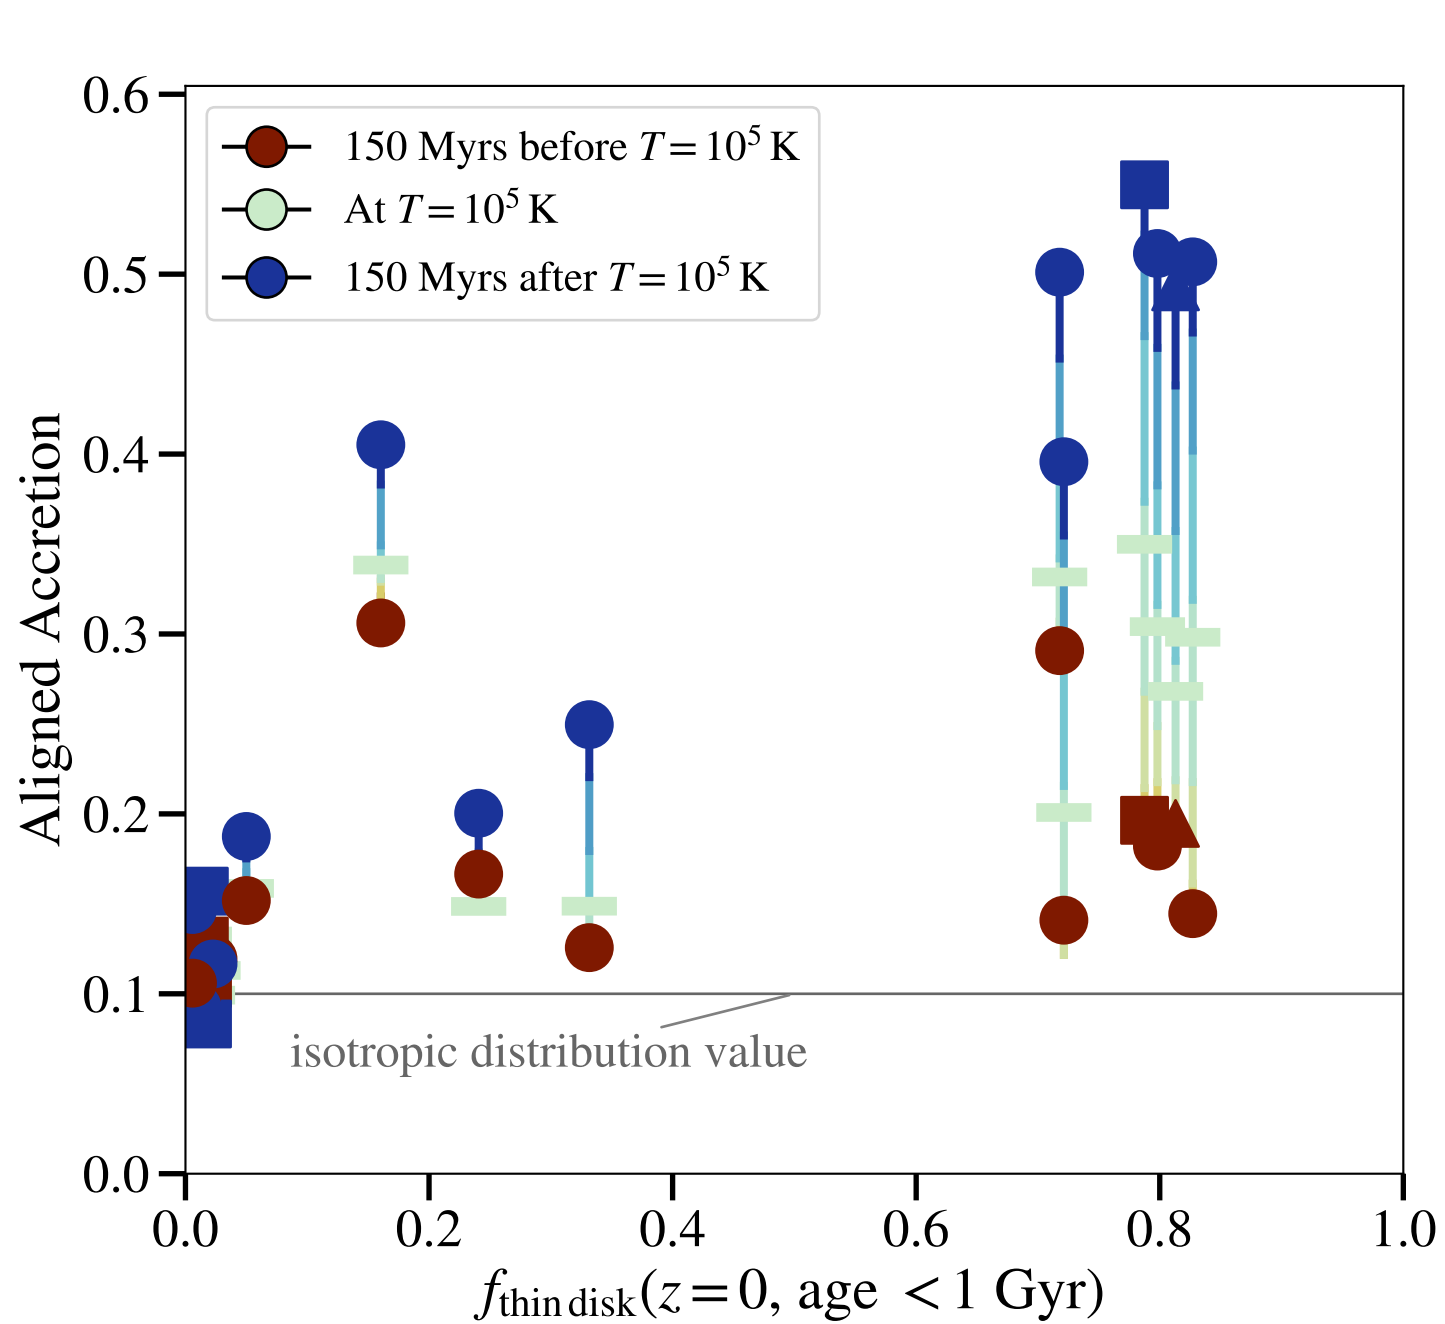 0.6
0.5
0.4
0.3
0.2
0.1
0.0
Aligned Accretion
150 Myrs before T = 10⁵ K
At T = 10⁵ K
150 Myrs after T = 10⁵ K
isotropic distribution value
0.0 0.2 0.4 0.6 0.8 1.0
f_thin disk(z = 0, age < 1 Gyr)